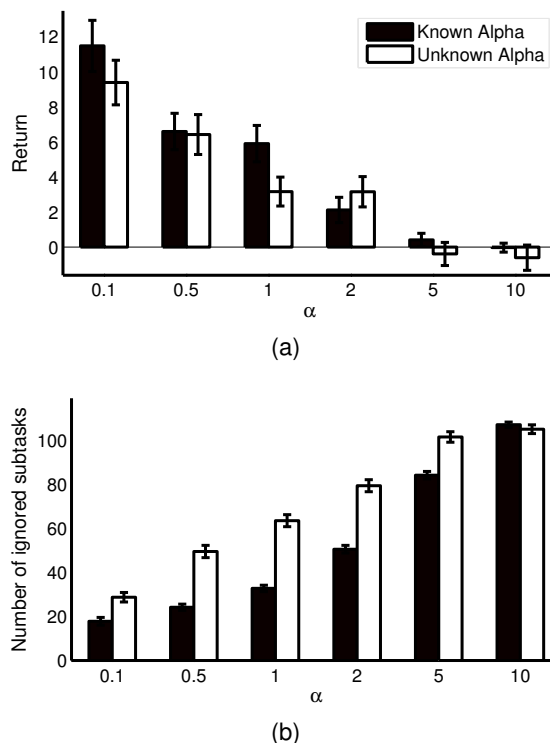 12
10
8
6
4
2
0
Return
Known Alpha
Unknown Alpha
0.1 0.5 1 2 5 10
α
(a)
100
80
60
40
20
0
Number of ignored subtasks
0.1 0.5 1 2 5 10
α
(b)